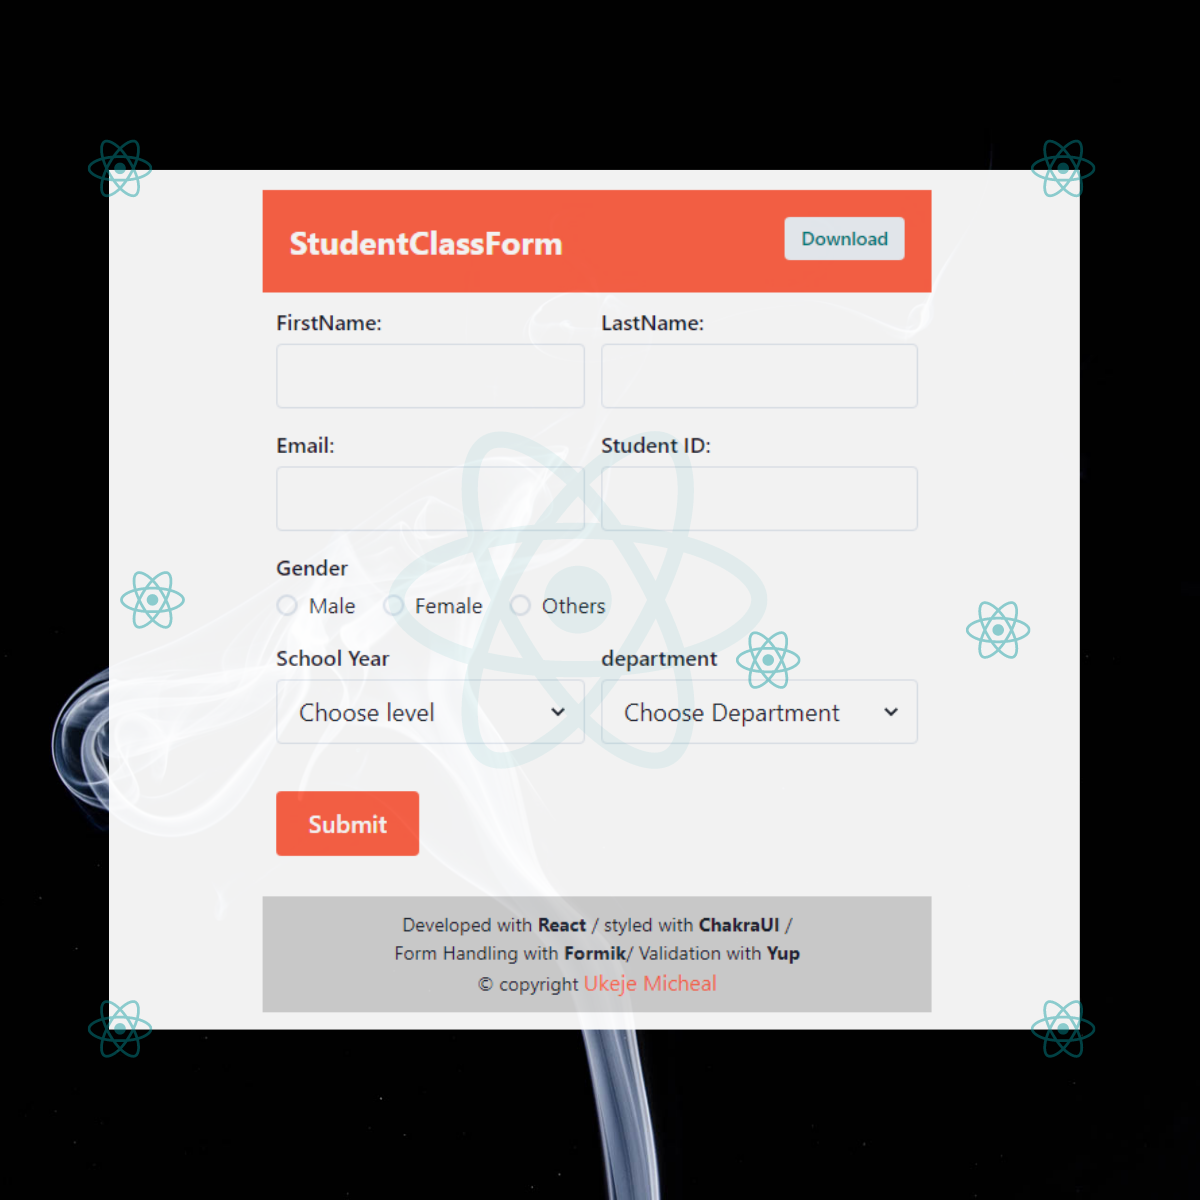 StudentClassForm
Download
FirstName:
LastName:
Email:
Student ID:
Gender
Male
Female
Others
School Year
department
Choose level
Choose Department
Submit
Developed with React / styled with ChakraUI /
Form Handling with Formik/ Validation with Yup
© copyright Ukeje Micheal